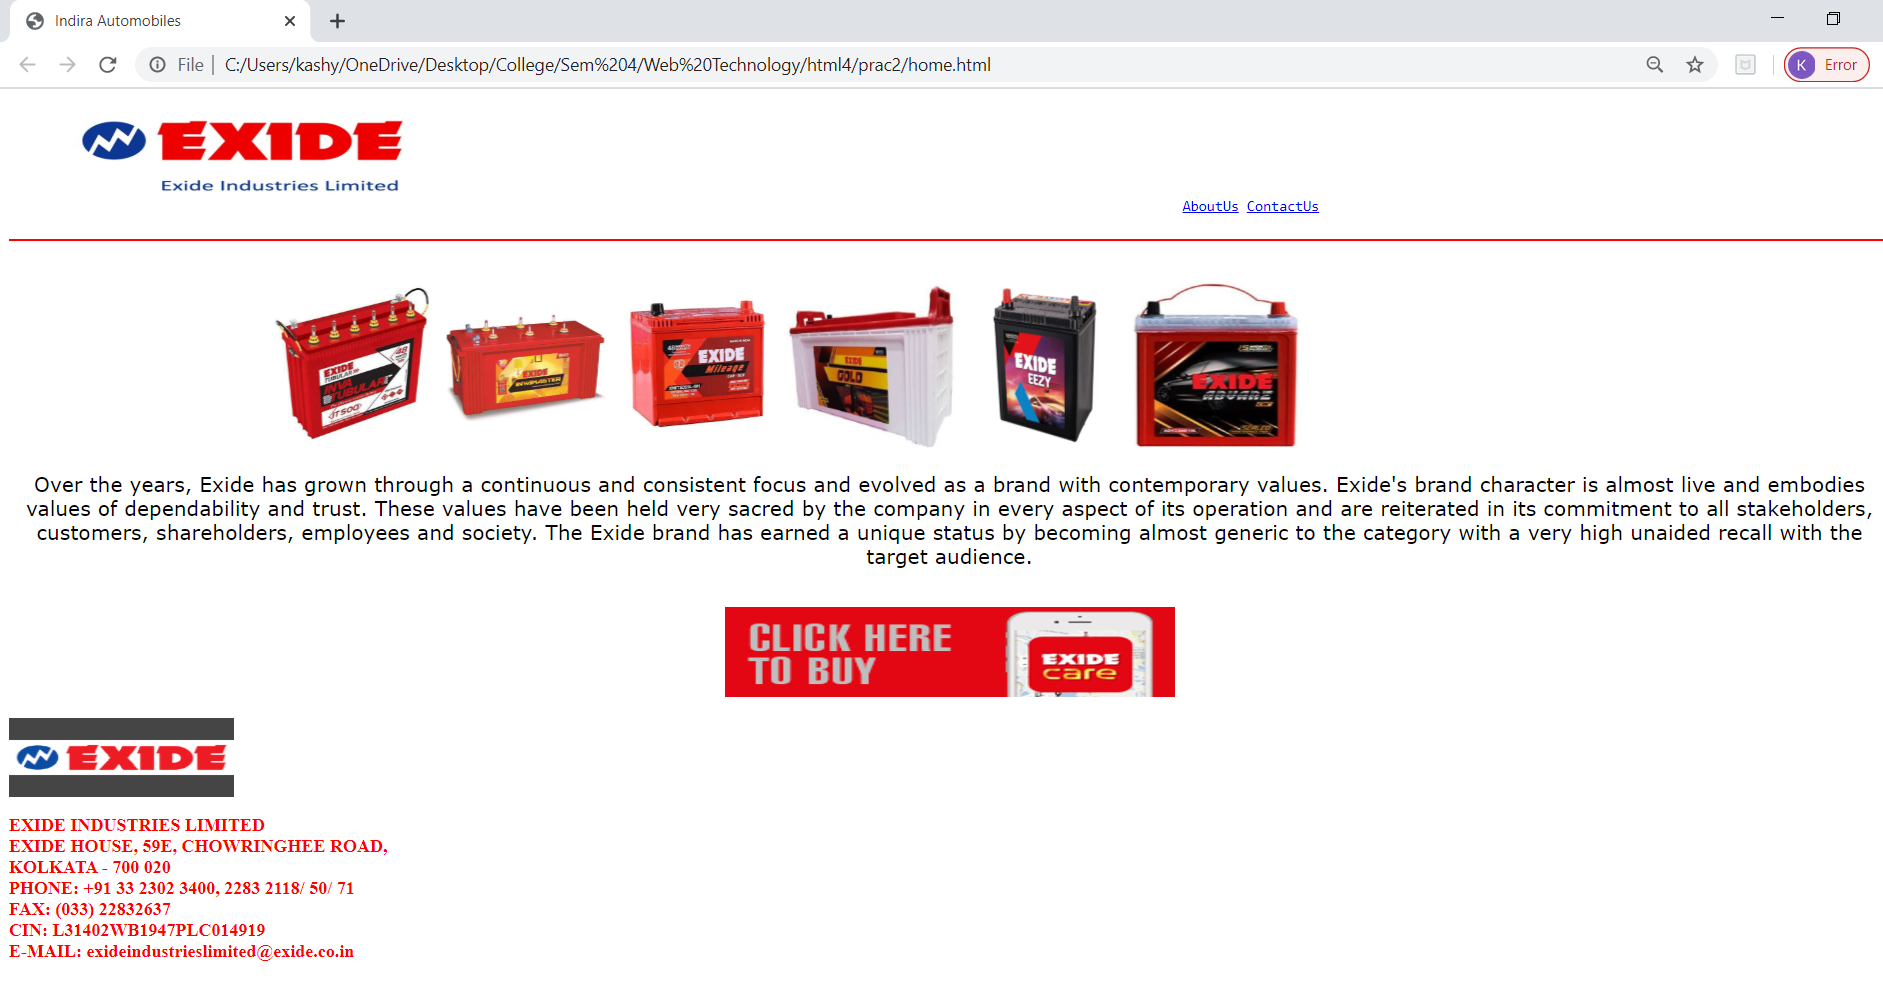 Indira Automobiles
File | C:/Users/kashy/OneDrive/Desktop/College/Sem%204/Web%20Technology/html4/prac2/home.html
K Error
EXIDE
Exide Industries Limited
AboutUs ContactUs
EXIDE
TUBULAR
INVA
TUBULAR
IT500
EXIDE
INVAMASTER
EXIDE
Mileage
EXIDE
GOLD
EXIDE
EEZY
EXIDE
SEALED
Over the years, Exide has grown through a continuous and consistent focus and evolved as a brand with contemporary values. Exide's brand character is almost live and embodies
values of dependability and trust. These values have been held very sacred by the company in every aspect of its operation and are reiterated in its commitment to all stakeholders,
customers, shareholders, employees and society. The Exide brand has earned a unique status by becoming almost generic to the category with a very high unaided recall with the
target audience.
CLICK HERE
TO BUY
EXIDE
care
EXIDE
EXIDE INDUSTRIES LIMITED
EXIDE HOUSE, 59E, CHOWRINGHEE ROAD,
KOLKATA - 700 020
PHONE: +91 33 2302 3400, 2283 2118/ 50/ 71
FAX: (033) 22832637
CIN: L31402WB1947PLC014919
E-MAIL: exideindustrieslimited@exide.co.in